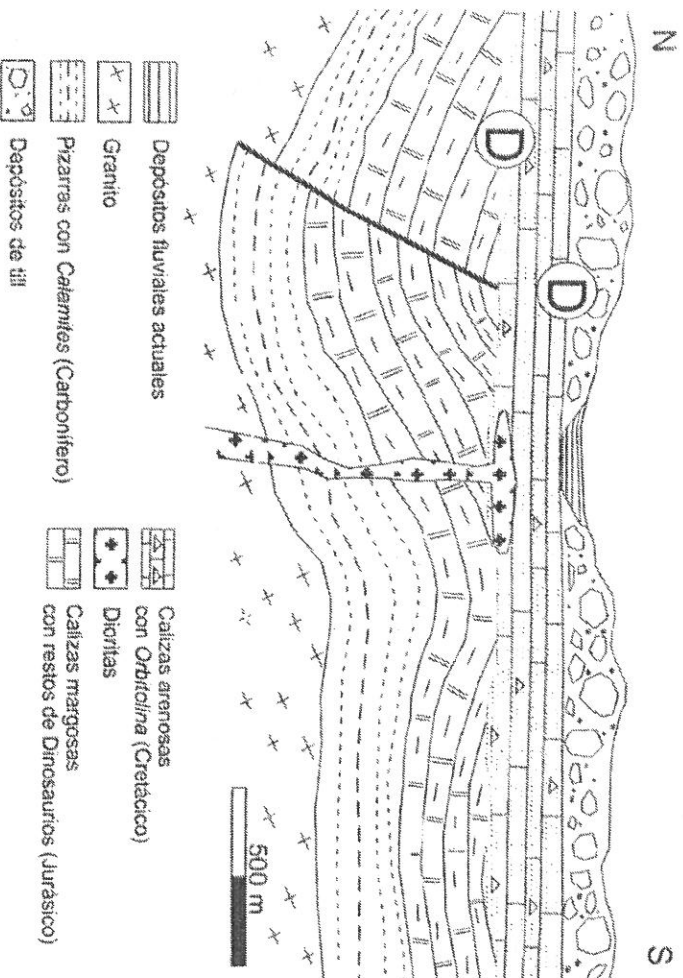 N
S
D
D
500 m
Depósitos fluviales actuales
Granito
Pizarras con Calamites (Carbonífero)
Depósitos de till
Calizas arenosas
con Orbitolina (Cretácico)
Dioritas
Calizas margosas
con restos de Dinosaurios (Jurásico)